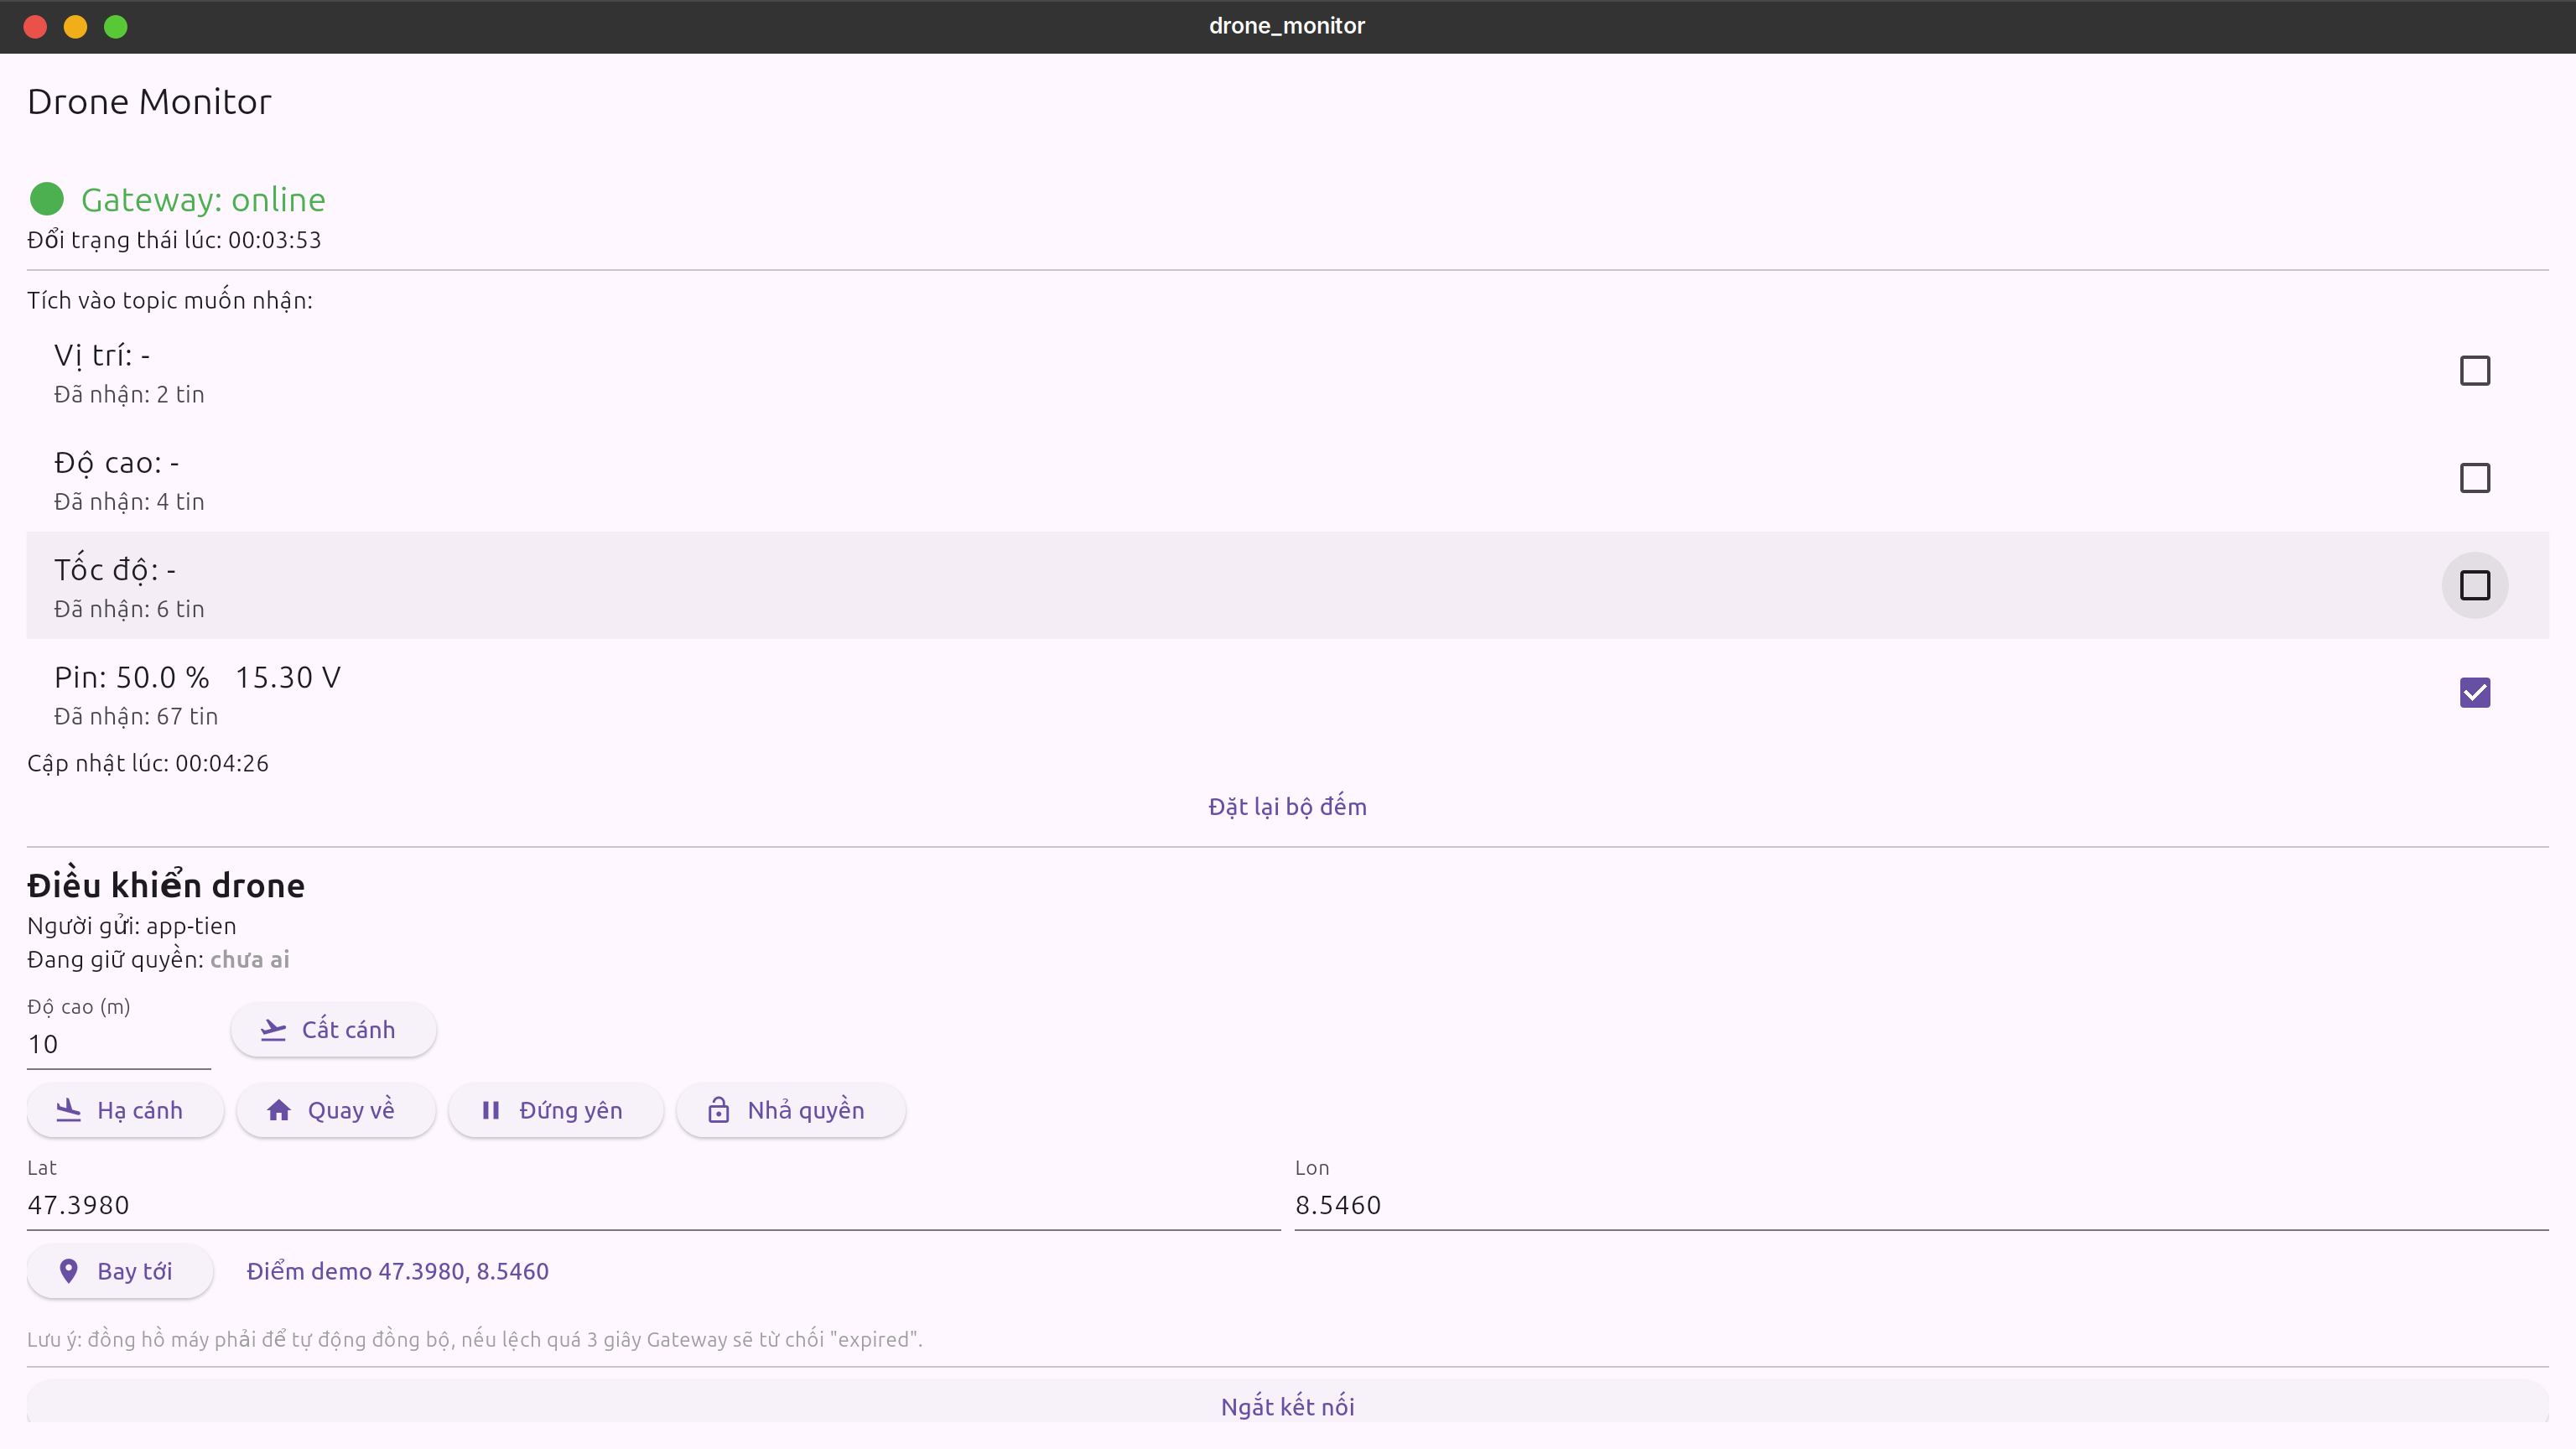 drone_monitor
Drone Monitor
Gateway: online
Đổi trạng thái lúc: 00:03:53
Tích vào topic muốn nhận:
Vị trí: -
Đã nhận: 2 tin
Độ cao: -
Đã nhận: 4 tin
Tốc độ: -
Đã nhận: 6 tin
Pin: 50.0 % 15.30 V
Đã nhận: 67 tin
Cập nhật lúc: 00:04:26
Đặt lại bộ đếm
Điều khiển drone
Người gửi: app-tien
Đang giữ quyền: chưa ai
Độ cao (m)
10
Cất cánh
Hạ cánh
Quay về
Đứng yên
Nhả quyền
Lat
47.3980
Lon
8.5460
Bay tới
Điểm demo 47.3980, 8.5460
Lưu ý: đồng hồ máy phải để tự động đồng bộ, nếu lệch quá 3 giây Gateway sẽ từ chối "expired".
Ngắt kết nối